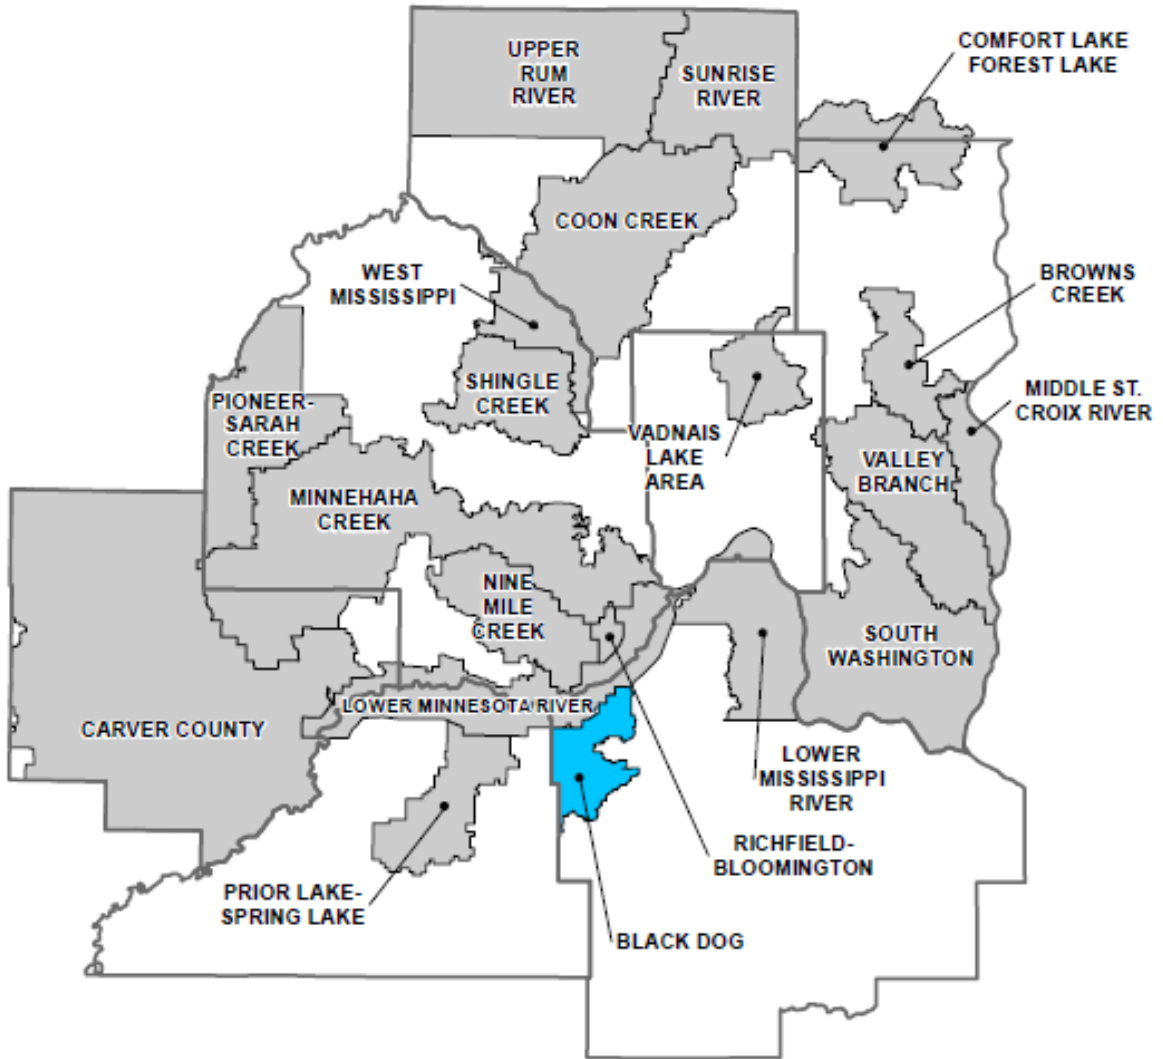 UPPER
RUM
RIVER
SUNRISE
RIVER
COMFORT LAKE
FOREST LAKE
COON CREEK
WEST
MISSISSIPPI
BROWNS
CREEK
SHINGLE
CREEK
PIONEER-
SARAH
CREEK
MIDDLE ST.
CROIX RIVER
VADNAIS
LAKE
AREA
VALLEY
BRANCH
MINNEHAHA
CREEK
NINE
MILE
CREEK
SOUTH
WASHINGTON
LOWER MINNESOTA RIVER
CARVER COUNTY
LOWER
MISSISSIPPI
RIVER
RICHFIELD-
BLOOMINGTON
PRIOR LAKE-
SPRING LAKE
BLACK DOG